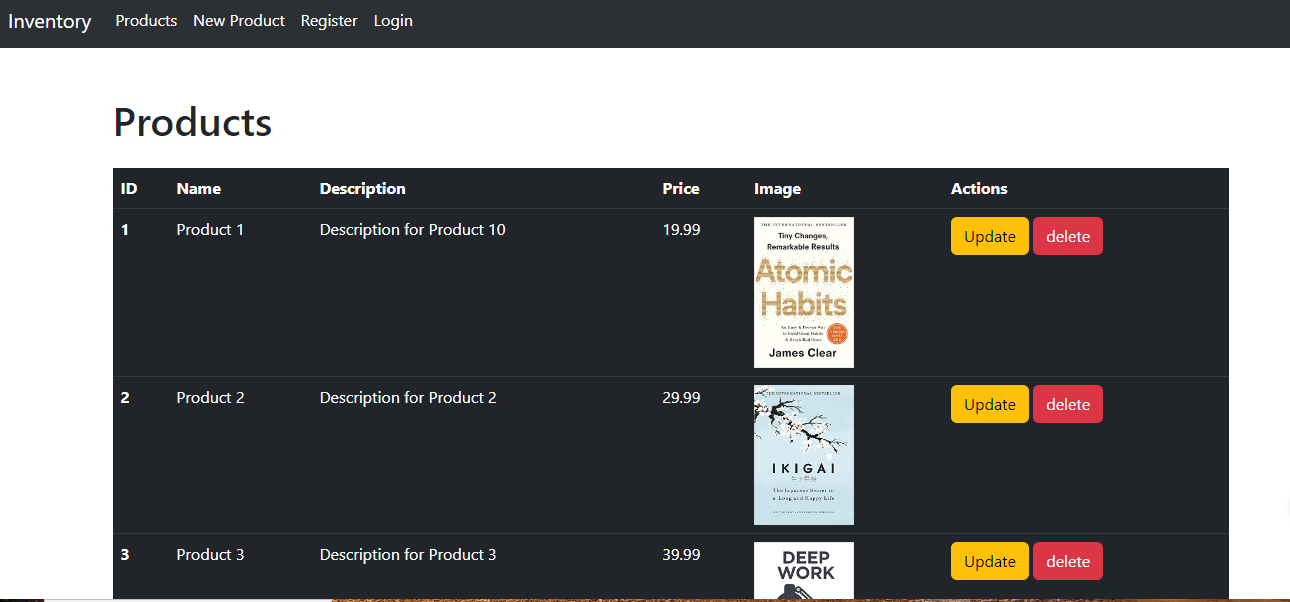 Inventory Products New Product Register Login
Products
ID Name Description Price Image Actions
1 Product 1 Description for Product 10 19.99 Update delete
THE INTERNATIONAL BESTSELLER
Tiny Changes,
Remarkable Results
Atomic
Habits
An Easy & Proven Way
to Build Good Habits
& Break Bad Ones
James Clear
2 Product 2 Description for Product 2 29.99 Update delete
THE INTERNATIONAL BESTSELLER
IKIGAI
The Japanese Secret to
a Long and Happy Life
3 Product 3 Description for Product 3 39.99 Update delete
DEEP
WORK